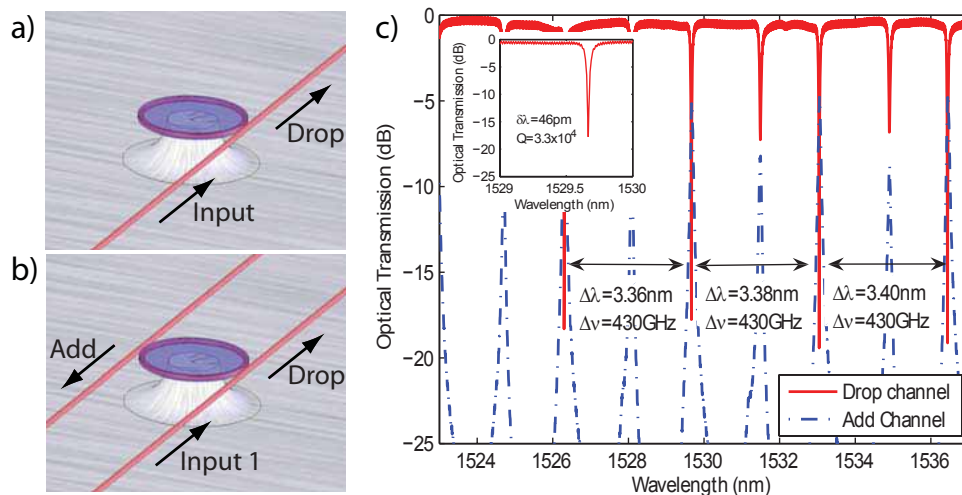 a)
Drop
Input
b)
Add
Drop
Input 1
c)
Optical Transmission (dB)
0
−5
−10
−15
−20
−25
1524 1526 1528 1530 1532 1534 1536
Wavelength (nm)
Optical Transmission (dB)
0
−5
−10
−15
−20
−25
δλ=46pm
Q=3.3x10⁴
1529 1529.5 1530
Wavelength (nm)
Δλ=3.36nm
Δν=430GHz
Δλ=3.38nm
Δν=430GHz
Δλ=3.40nm
Δν=430GHz
Drop channel
Add Channel